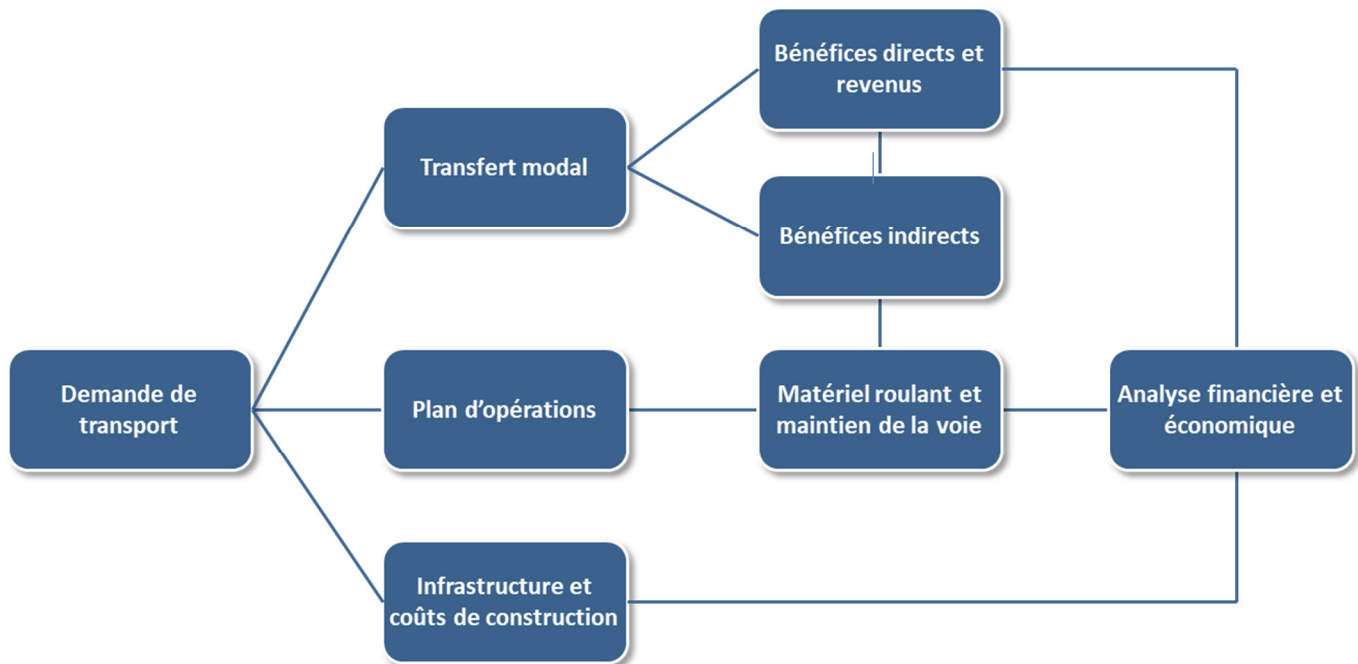 Bénéfices directs et
revenus
Transfert modal
Bénéfices indirects
Demande de
transport
Plan d’opérations
Matériel roulant et
maintien de la voie
Analyse financière et
économique
Infrastructure et
coûts de construction